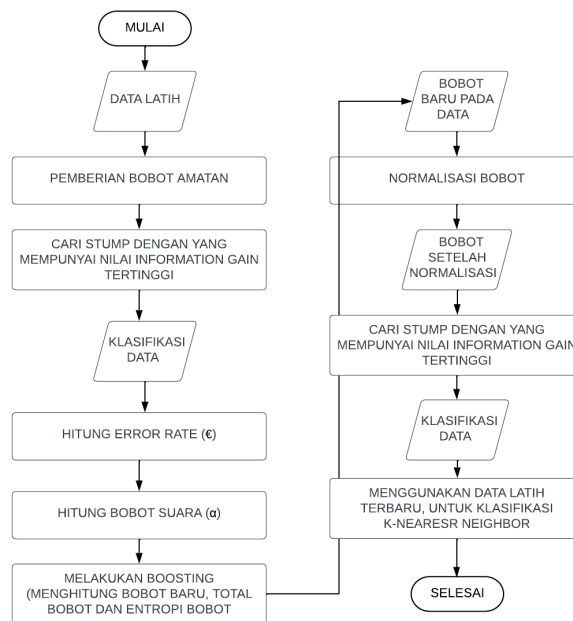 MULAI
DATA LATIH
PEMBERIAN BOBOT AMATAN
CARI STUMP DENGAN YANG
MEMPUNYAI NILAI INFORMATION GAIN
TERTINGGI
KLASIFIKASI
DATA
HITUNG ERROR RATE (€)
HITUNG BOBOT SUARA (α)
MELAKUKAN BOOSTING
(MENGHITUNG BOBOT BARU, TOTAL
BOBOT DAN ENTROPI BOBOT
BOBOT
BARU PADA
DATA
NORMALISASI BOBOT
BOBOT
SETELAH
NORMALISASI
CARI STUMP DENGAN YANG
MEMPUNYAI NILAI INFORMATION GAIN
TERTINGGI
KLASIFIKASI
DATA
MENGGUNAKAN DATA LATIH
TERBARU, UNTUK KLASIFIKASI
K-NEARESR NEIGHBOR
SELESAI